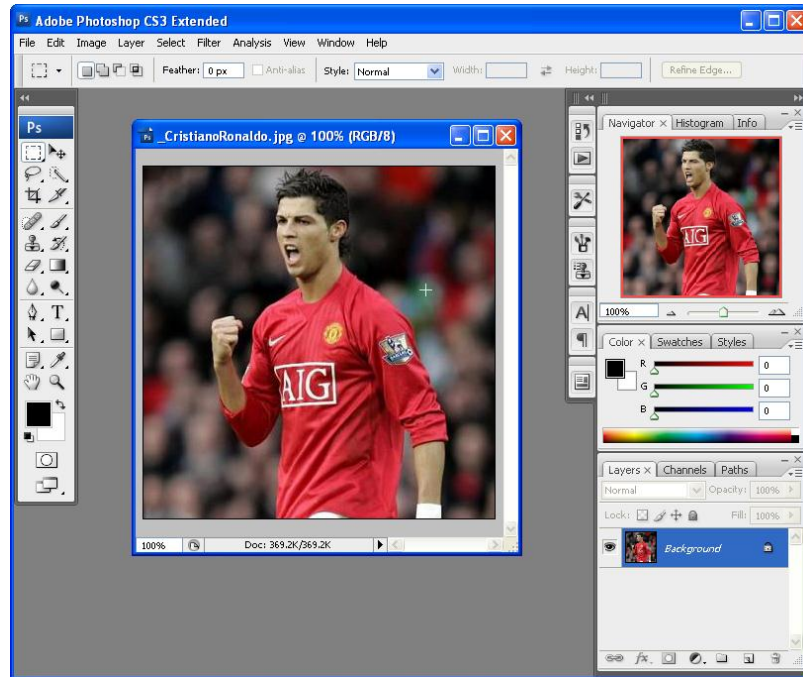 Ps Adobe Photoshop CS3 Extended
File Edit Image Layer Select Filter Analysis View Window Help
Feather: 0 px Anti-alias Style: Normal Width: Height: Refine Edge...
Ps
_CristianoRonaldo.jpg @ 100% (RGB/8)
AIG
100% Doc: 369.2K/369.2K
T
A
Navigator × Histogram Info
AIG
100%
Color × Swatches Styles
R 0
G 0
B 0
Layers × Channels Paths
Normal Opacity: 100%
Lock: Fill: 100%
Background
fx.